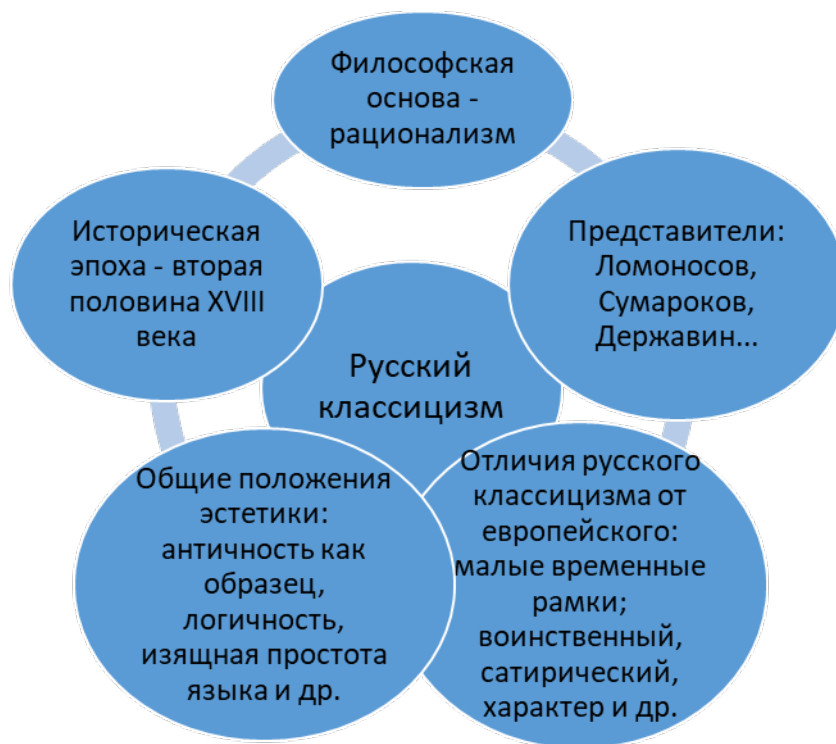 Философская
основа -
рационализм
Историческая
эпоха - вторая
половина XVIII
века
Представители:
Ломоносов,
Сумароков,
Державин...
Русский
классицизм
Общие положения
эстетики:
античность как
образец,
логичность,
изящная простота
языка и др.
Отличия русского
классицизма от
европейского:
малые временные
рамки;
воинственный,
сатирический,
характер и др.